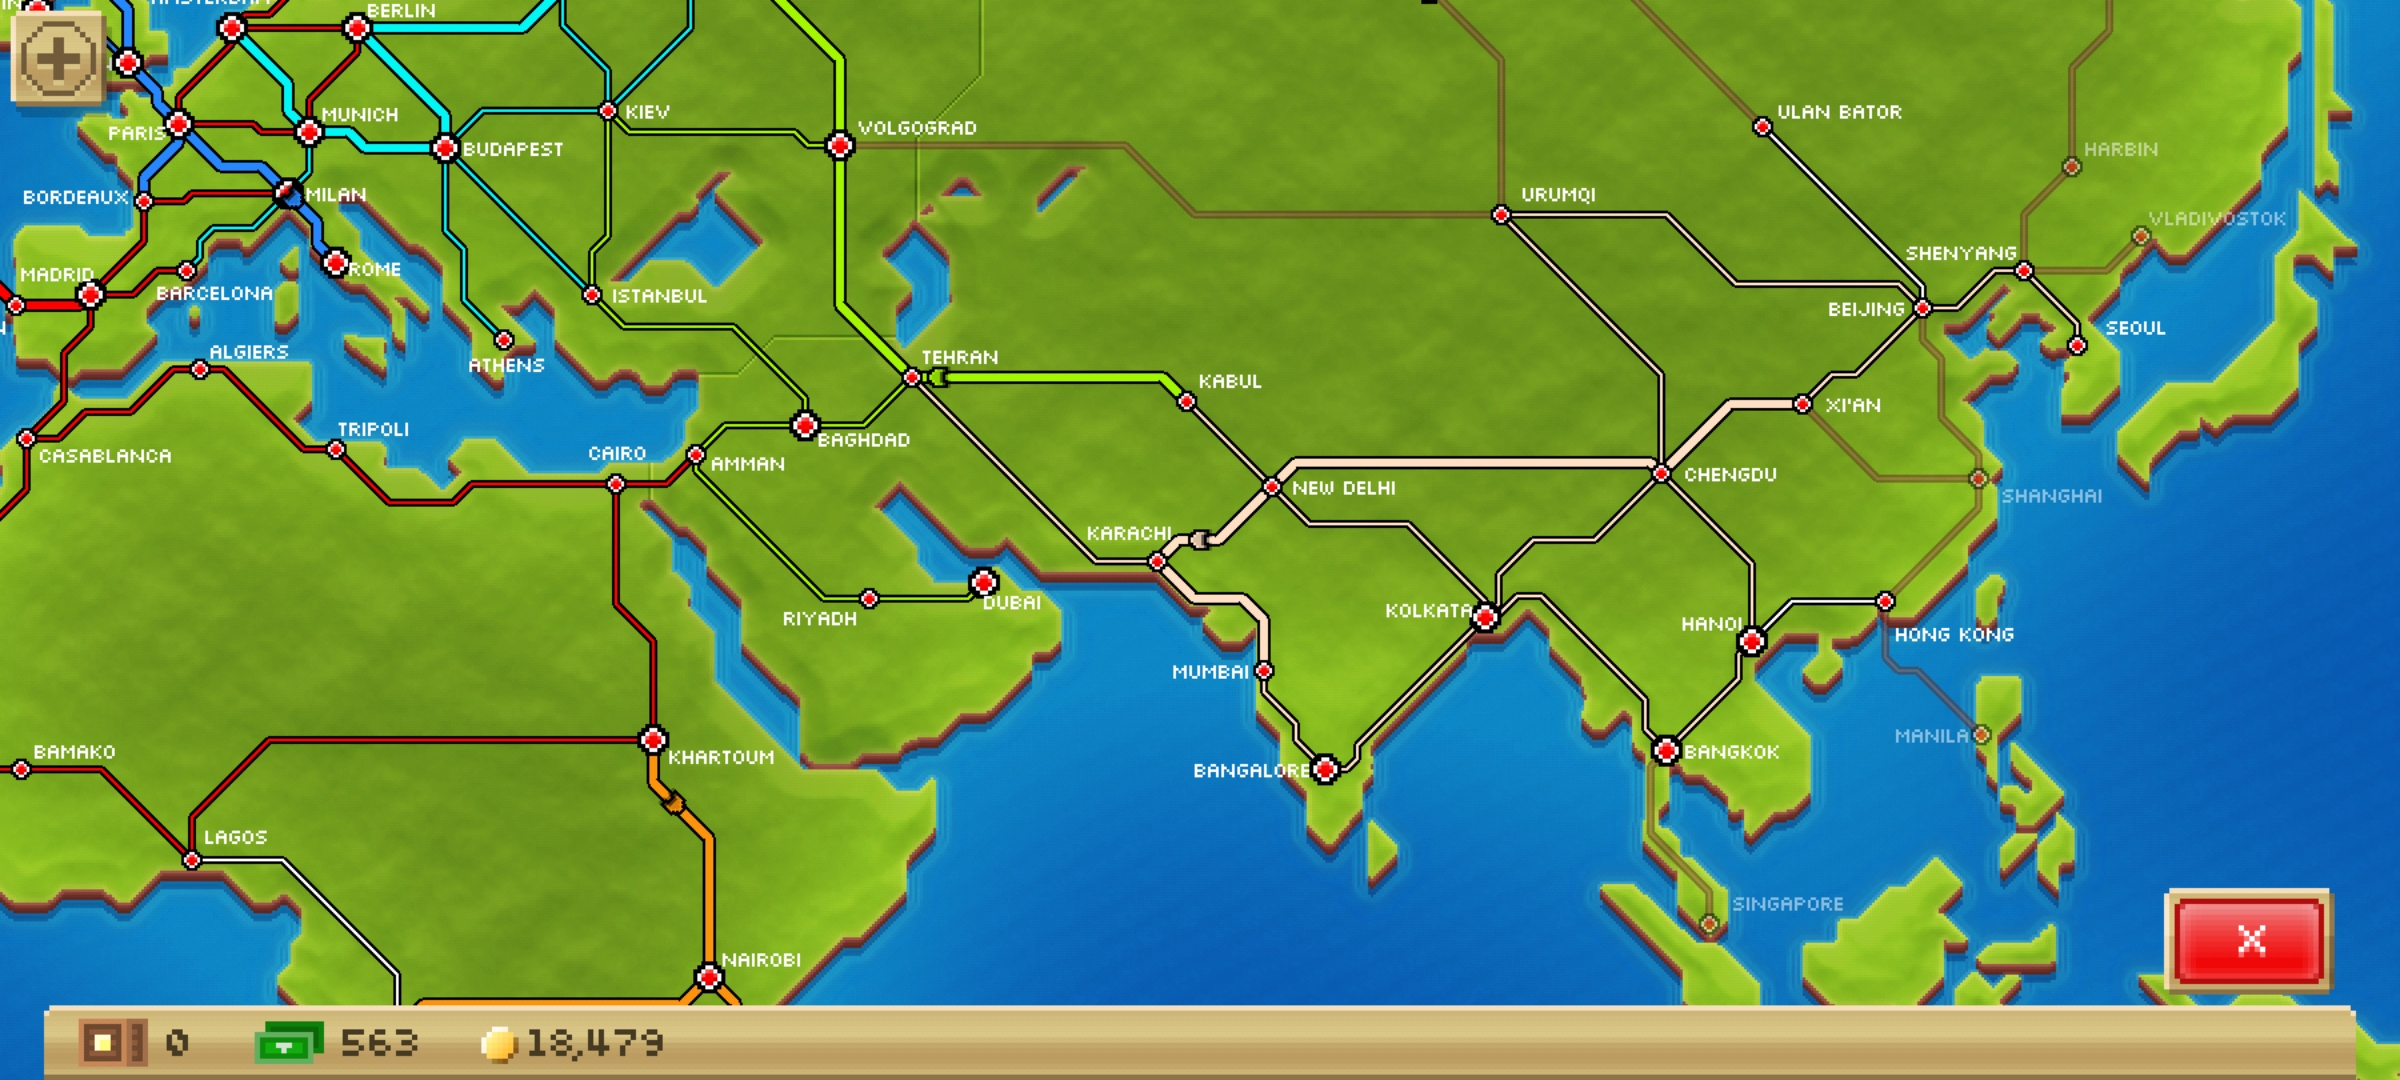 BERLIN
MUNICH
KIEV
PARIS
BUDAPEST
VOLGOGRAD
ULAN BATOR
HARBIN
BORDEAUX
MILAN
URUMQI
VLADIVOSTOK
MADRID
ROME
BARCELONA
ISTANBUL
SHENYANG
BEIJING
SEOUL
ALGIERS
ATHENS
TEHRAN
KABUL
XI'AN
TRIPOLI
CASABLANCA
CAIRO
BAGHDAD
AMMAN
NEW DELHI
CHENGDU
SHANGHAI
KARACHI
RIYADH
DUBAI
KOLKATA
HANOI
HONG KONG
MUMBAI
BAMAKO
KHARTOUM
BANGALORE
BANGKOK
MANILA
LAGOS
SINGAPORE
NAIROBI
0 563 18,479